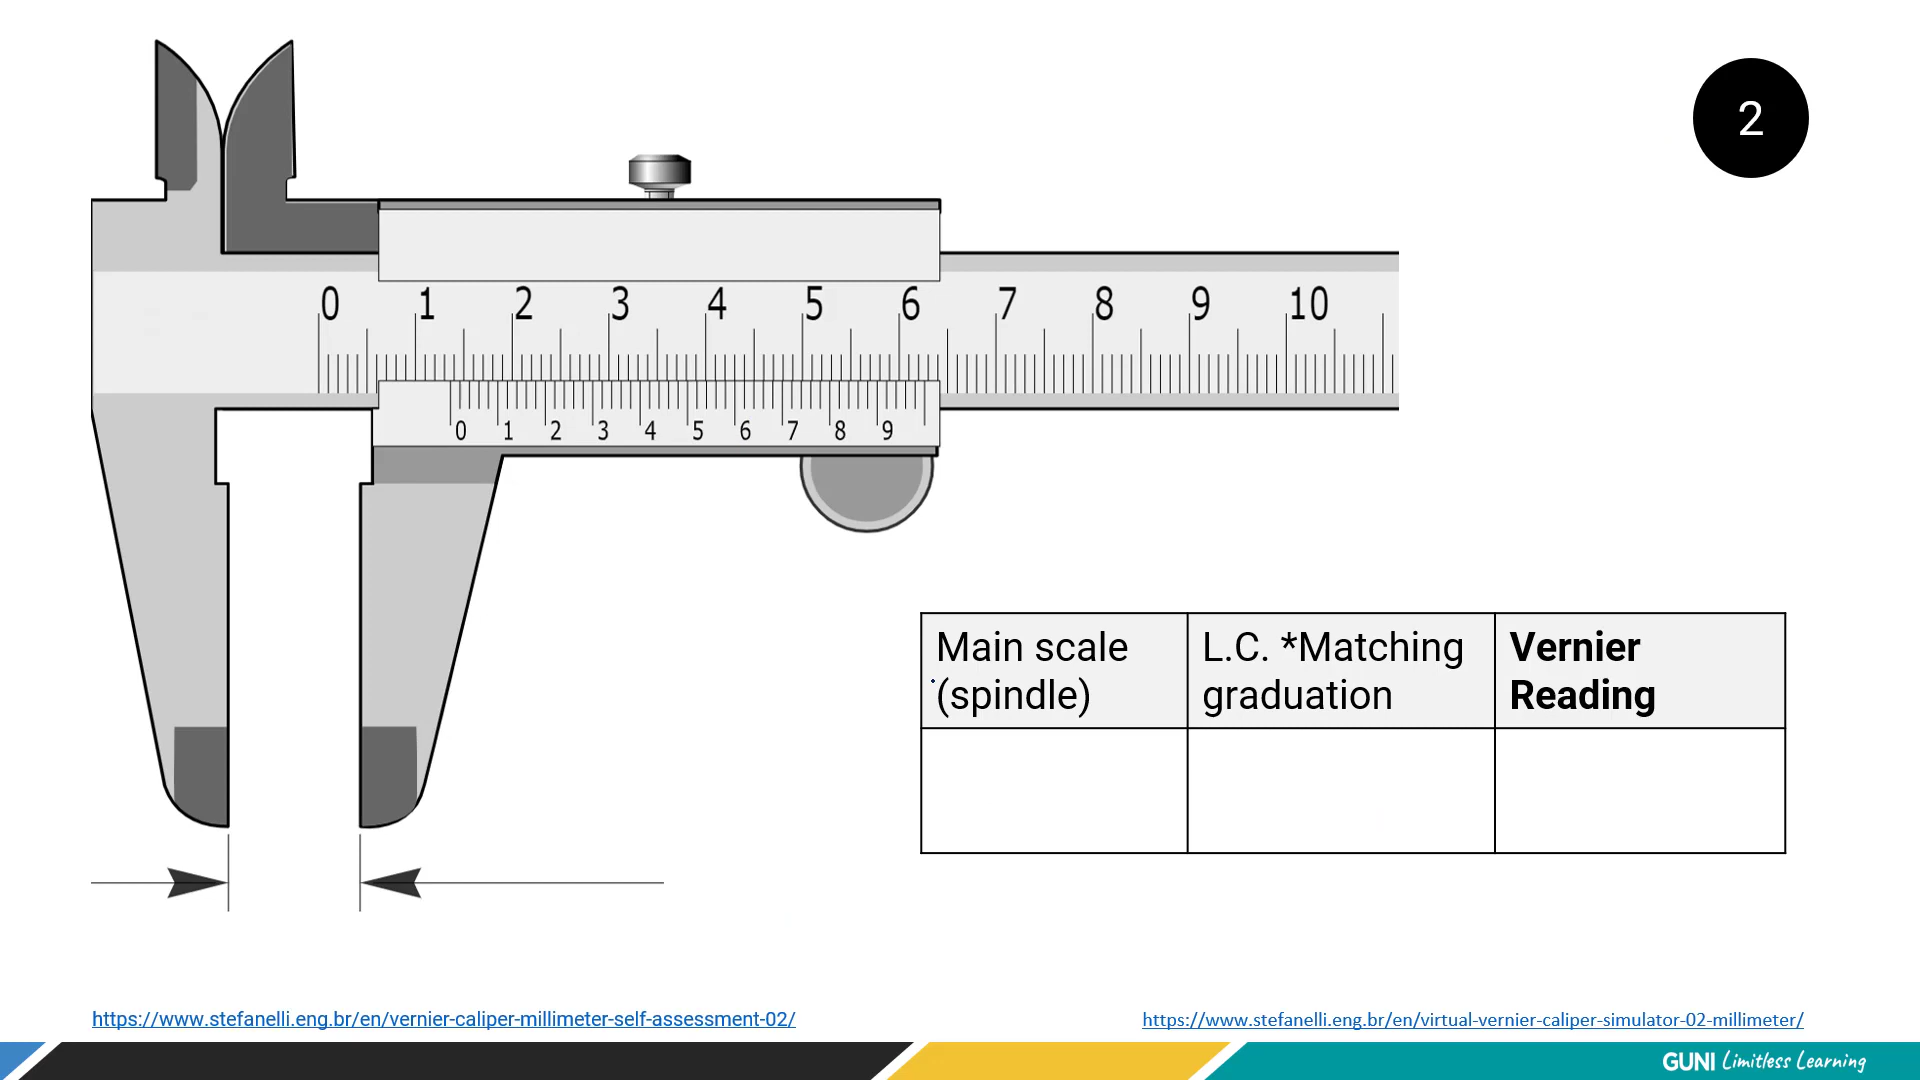 2
0 1 2 3 4 5 6 7 8 9 10
0 1 2 3 4 5 6 7 8 9
Main scale (spindle)
L.C. *Matching graduation
Vernier Reading
https://www.stefanelli.eng.br/en/vernier-caliper-millimeter-self-assessment-02/
https://www.stefanelli.eng.br/en/virtual-vernier-caliper-simulator-02-millimeter/
GUNI Limitless Learning